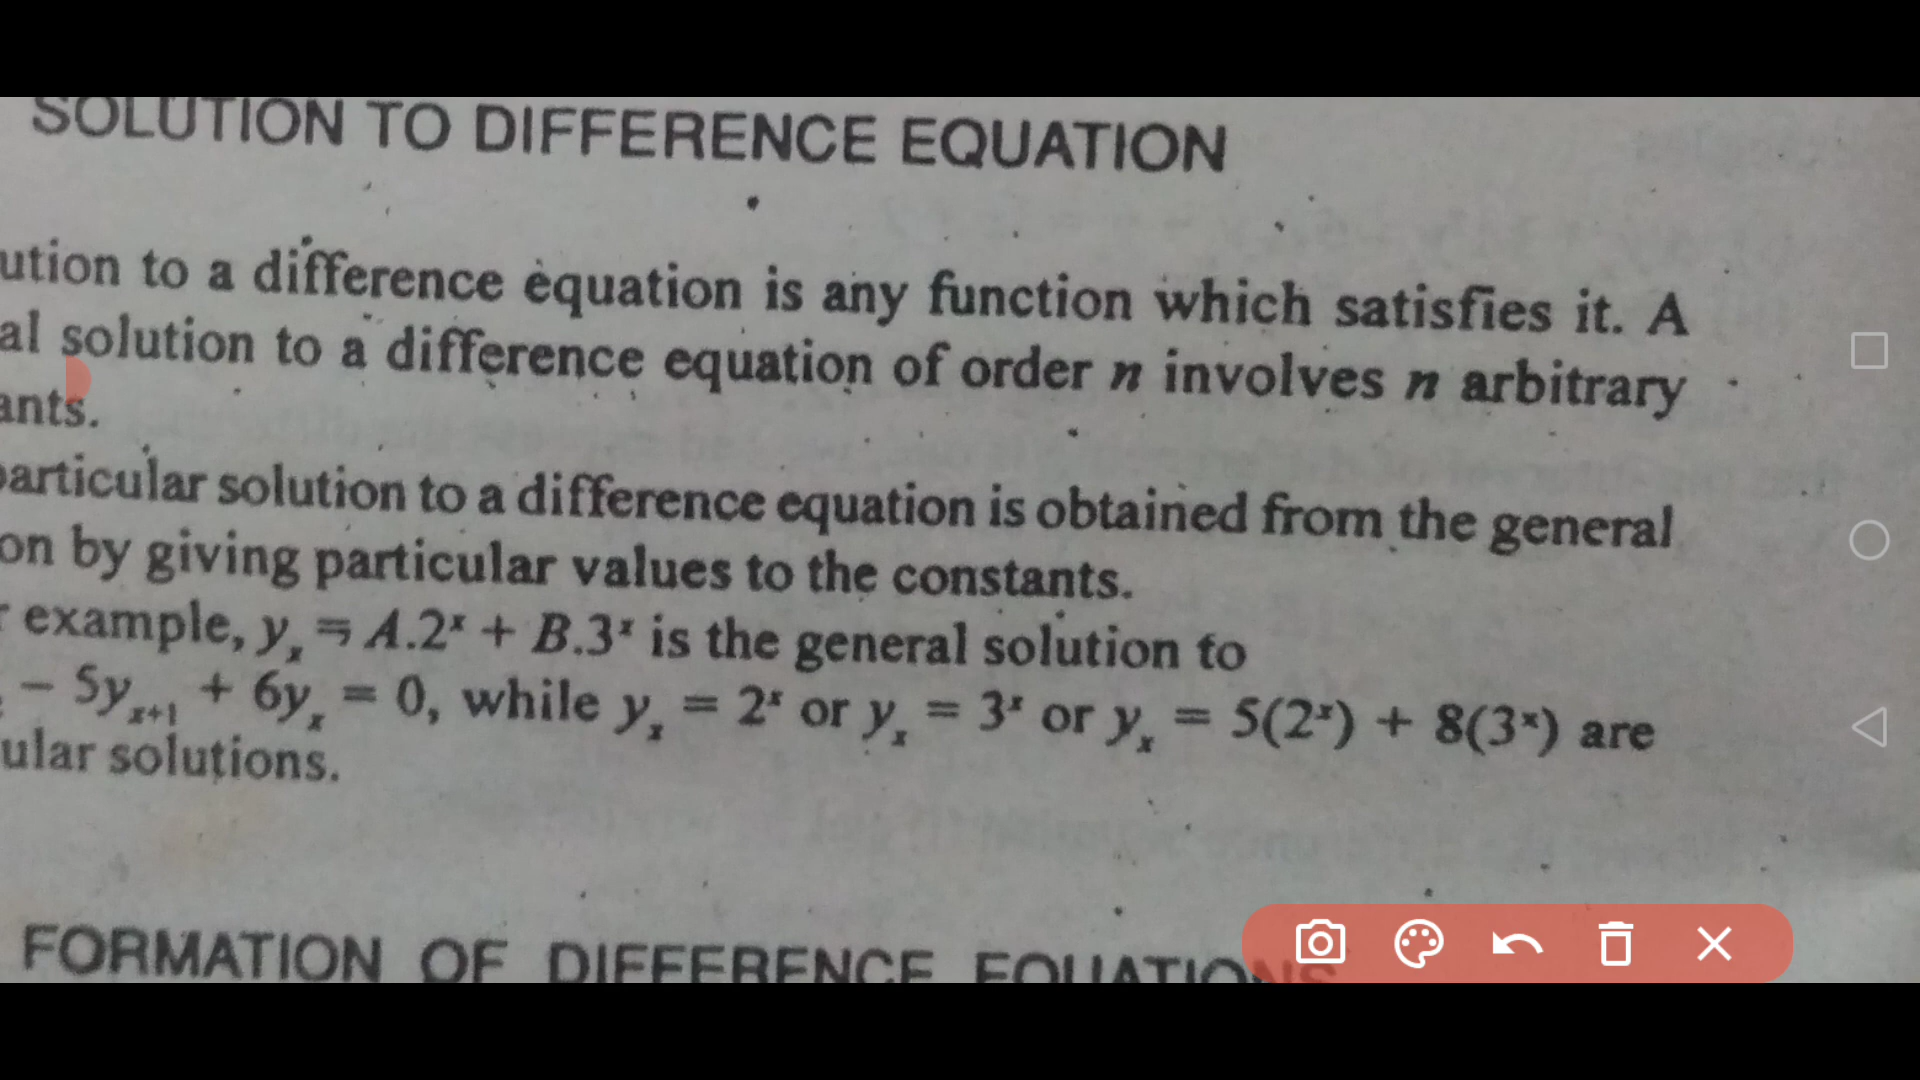 SOLUTION TO DIFFERENCE EQUATION
ution to a difference equation is any function which satisfies it. A
al solution to a difference equation of order n involves n arbitrary
ants.
particular solution to a difference equation is obtained from the general
on by giving particular values to the constants.
r example, yₓ = A.2ˣ + B.3ˣ is the general solution to
− 5yₓ₊₁ + 6yₓ = 0, while yₓ = 2ˣ or yₓ = 3ˣ or yₓ = 5(2ˣ) + 8(3ˣ) are
ular solutions.
FORMATION OF DIFFERENCE EQUATIONS